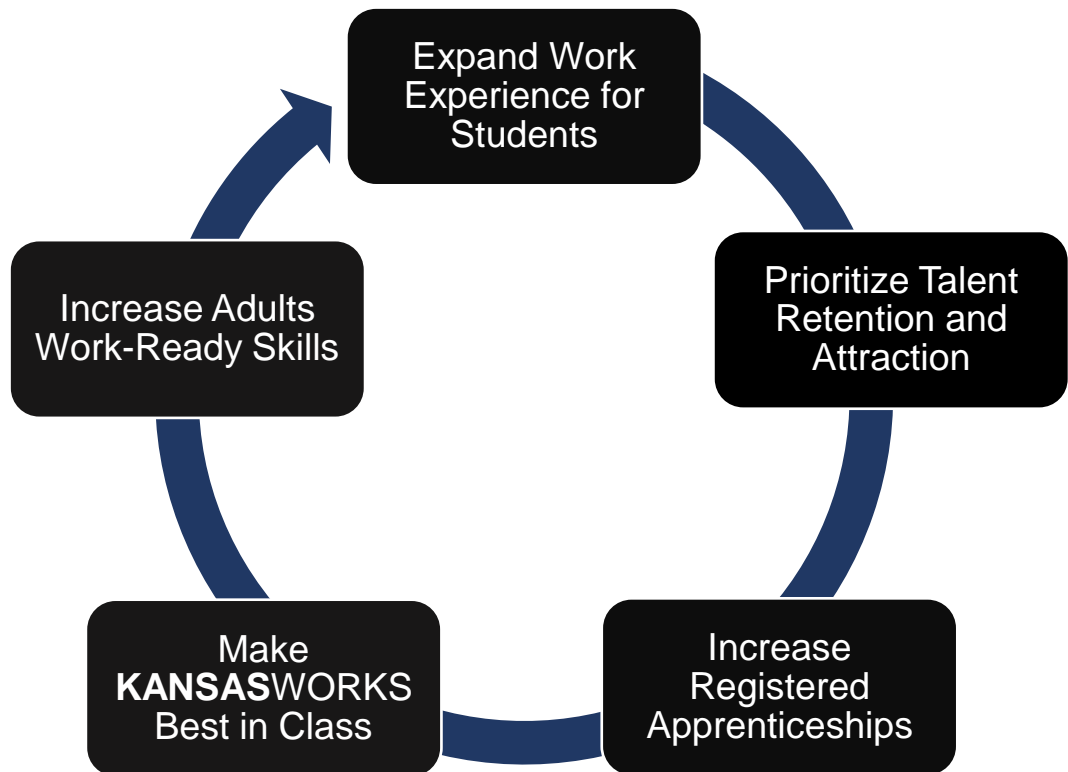 Expand Work
Experience for
Students
Prioritize Talent
Retention and
Attraction
Increase
Registered
Apprenticeships
Make
KANSASWORKS
Best in Class
Increase Adults
Work-Ready Skills